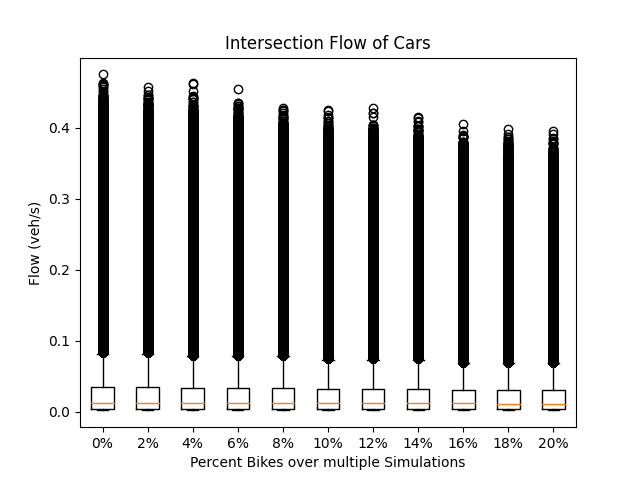 Intersection Flow of Cars
Flow (veh/s)
0.4
0.3
0.2
0.1
0.0
0% 2% 4% 6% 8% 10% 12% 14% 16% 18% 20%
Percent Bikes over multiple Simulations